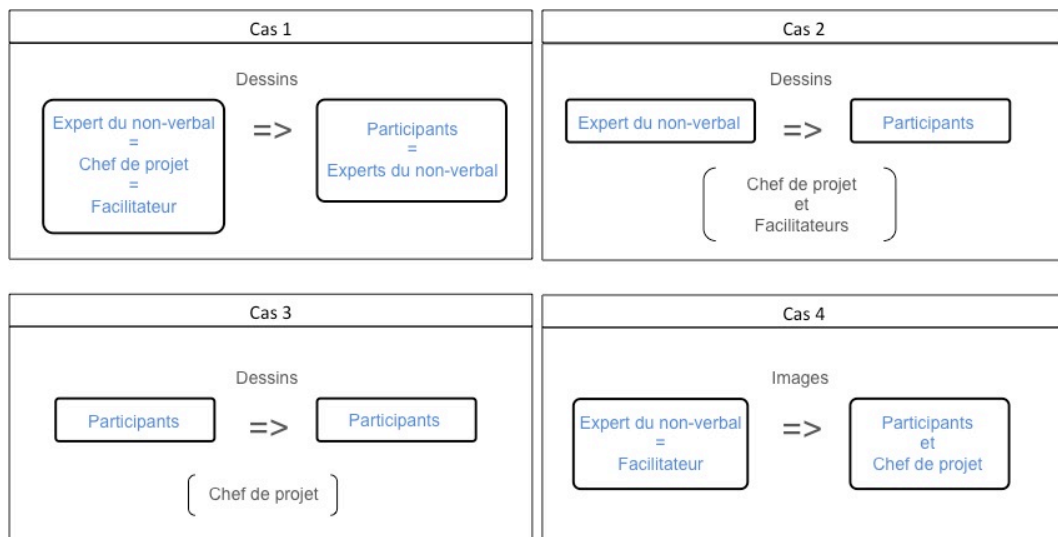 Cas 1
Dessins
Expert du non-verbal
=
Chef de projet
=
Facilitateur
=>
Participants
=
Experts du non-verbal
Cas 2
Dessins
Expert du non-verbal
=>
Participants
Chef de projet
et
Facilitateurs
Cas 3
Dessins
Participants
=>
Participants
Chef de projet
Cas 4
Images
Expert du non-verbal
=
Facilitateur
=>
Participants
et
Chef de projet